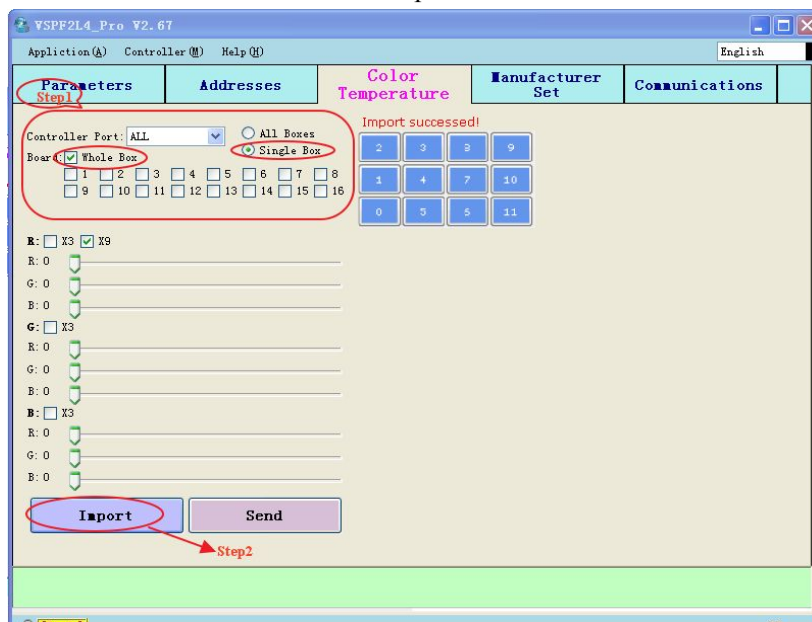 VSPF2L4_Pro V2.67
Appliction(A) Controller(M) Help(H) English
Parameters Addresses Color Temperature Manufacturer Set Communications
Step1
Import successed!
Controller Port: ALL All Boxes
Board: Whole Box Single Box
1 2 3 4 5 6 7 8
9 10 11 12 13 14 15 16
2 3 8 9
1 4 7 10
0 5 6 11
R: X3 X9
R: 0
G: 0
B: 0
G: X3
R: 0
G: 0
B: 0
B: X3
R: 0
G: 0
B: 0
Import Send
Step2